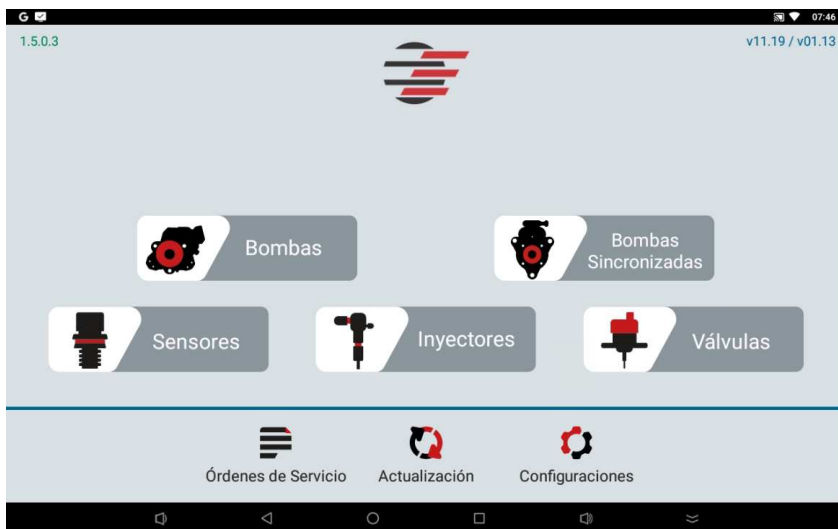 G 07:46
1.5.0.3
v11.19 / v01.13
Bombas
Bombas
Sincronizadas
Sensores
Inyectores
Válvulas
Órdenes de Servicio
Actualización
Configuraciones